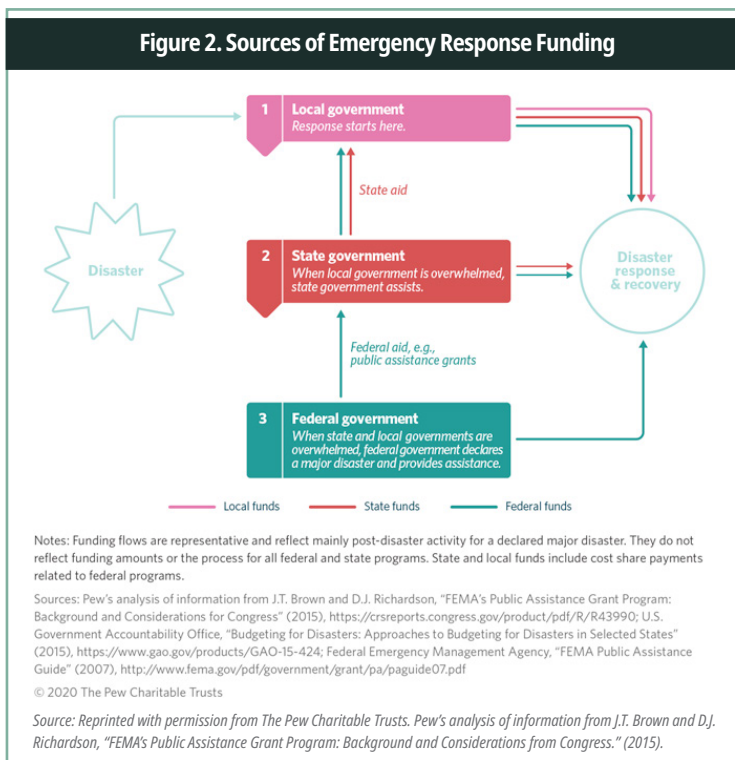 Figure 2. Sources of Emergency Response Funding
1 Local government
Response starts here.
State aid
Disaster
2 State government
When local government is overwhelmed,
state government assists.
Disaster
response
& recovery
Federal aid, e.g.,
public assistance grants
3 Federal government
When state and local governments are
overwhelmed, federal government declares
a major disaster and provides assistance.
Local funds State funds Federal funds
Notes: Funding flows are representative and reflect mainly post-disaster activity for a declared major disaster. They do not
reflect funding amounts or the process for all federal and state programs. State and local funds include cost share payments
related to federal programs.
Sources: Pew's analysis of information from J.T. Brown and D.J. Richardson, "FEMA's Public Assistance Grant Program:
Background and Considerations for Congress" (2015), https://crsreports.congress.gov/product/pdf/R/R43990; U.S.
Government Accountability Office, "Budgeting for Disasters: Approaches to Budgeting for Disasters in Selected States"
(2015), https://www.gao.gov/products/GAO-15-424; Federal Emergency Management Agency, "FEMA Public Assistance
Guide" (2007), http://www.fema.gov/pdf/government/grant/pa/paguide07.pdf
© 2020 The Pew Charitable Trusts
Source: Reprinted with permission from The Pew Charitable Trusts. Pew's analysis of information from J.T. Brown and D.J.
Richardson, "FEMA's Public Assistance Grant Program: Background and Considerations from Congress." (2015).